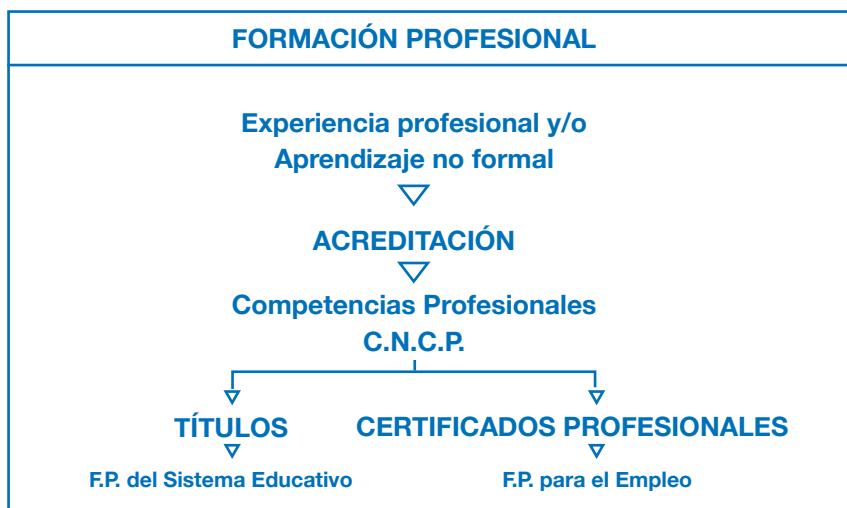 FORMACIÓN PROFESIONAL
Experiencia profesional y/o
Aprendizaje no formal
ACREDITACIÓN
Competencias Profesionales
C.N.C.P.
TÍTULOS
CERTIFICADOS PROFESIONALES
F.P. del Sistema Educativo
F.P. para el Empleo